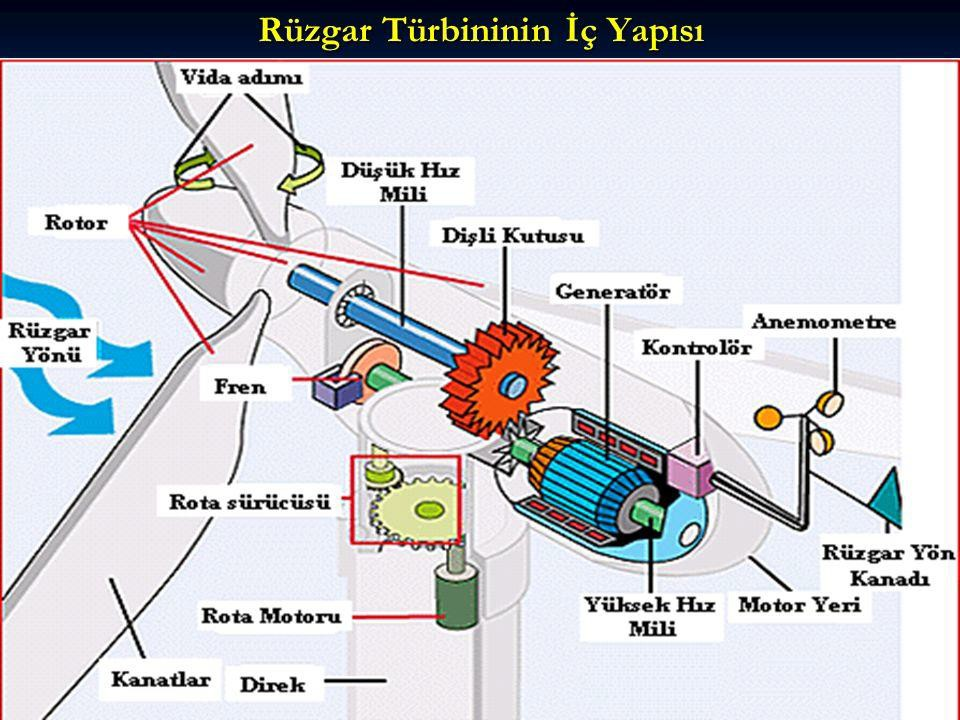 Rüzgar Türbininin İç Yapısı
Vida adımı
Düşük Hız
Mili
Rotor
Dişli Kutusu
Generatör
Anemometre
Rüzgar
Yönü
Kontrolör
Fren
Rota sürücüsü
Rüzgar Yön
Kanadı
Rota Motoru
Yüksek Hız
Mili
Motor Yeri
Kanatlar
Direk